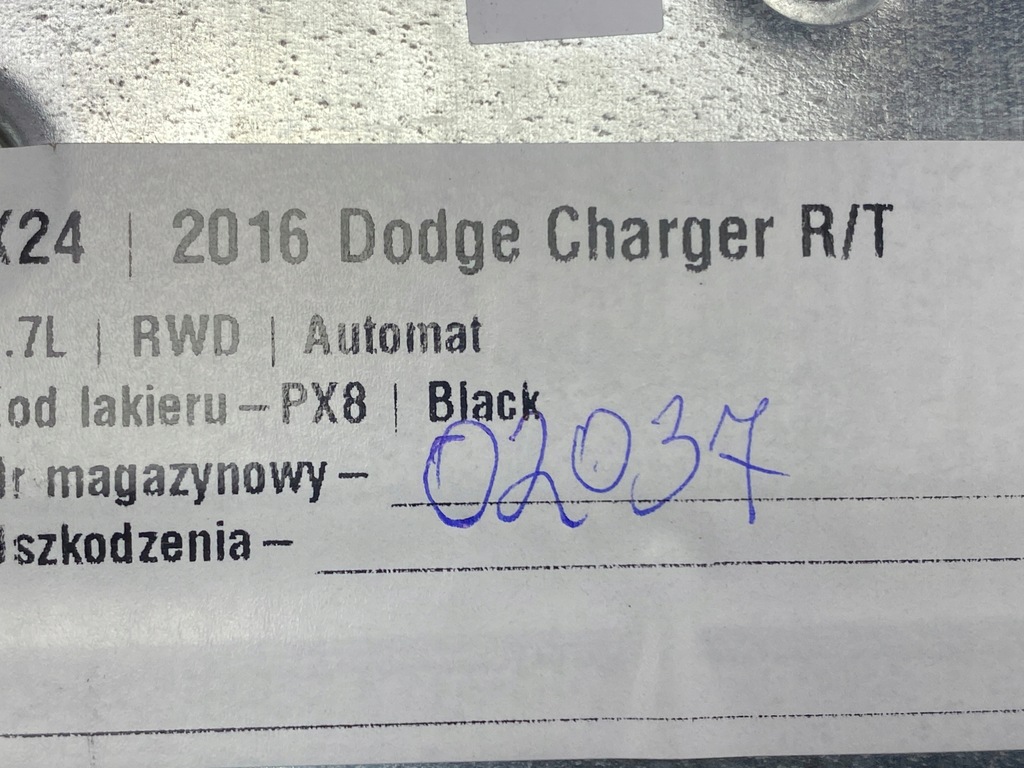 X24 | 2016 Dodge Charger R/T
.7L | RWD | Automat
od lakieru – PX8 | Black
r magazynowy – 02037
szkodzenia –